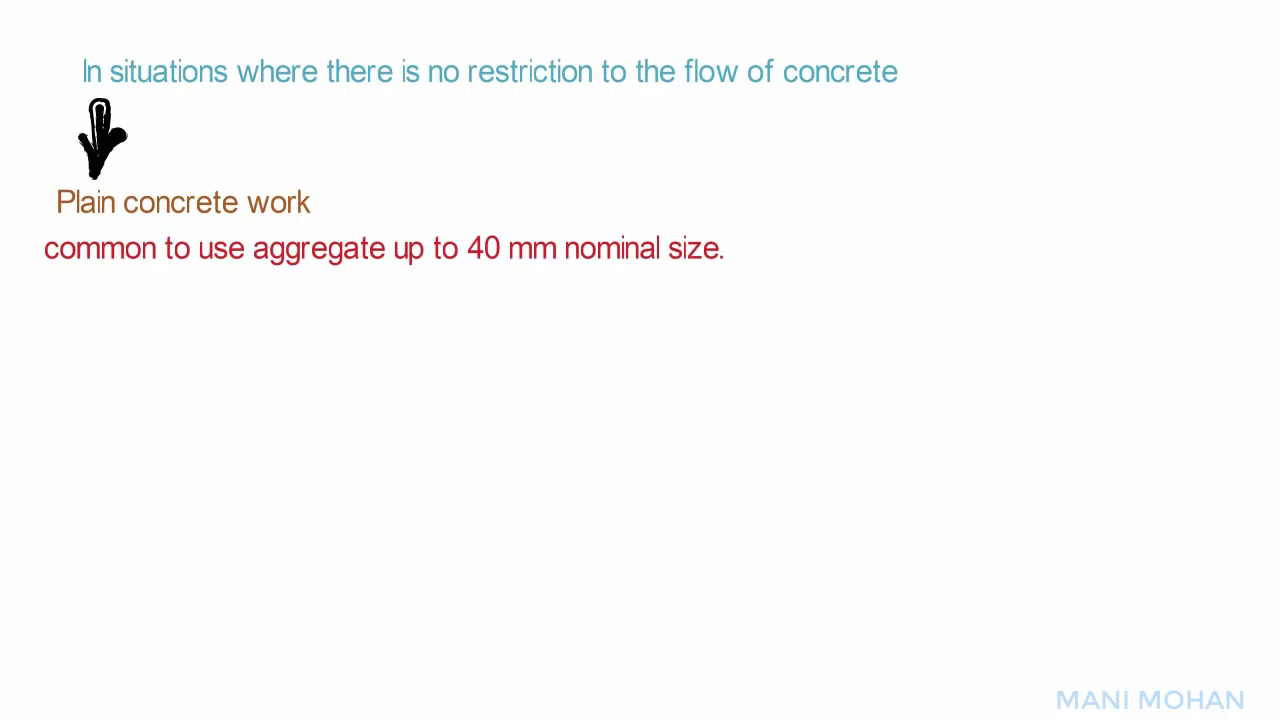 In situations where there is no restriction to the flow of concrete
Plain concrete work
common to use aggregate up to 40 mm nominal size.
MANI MOHAN